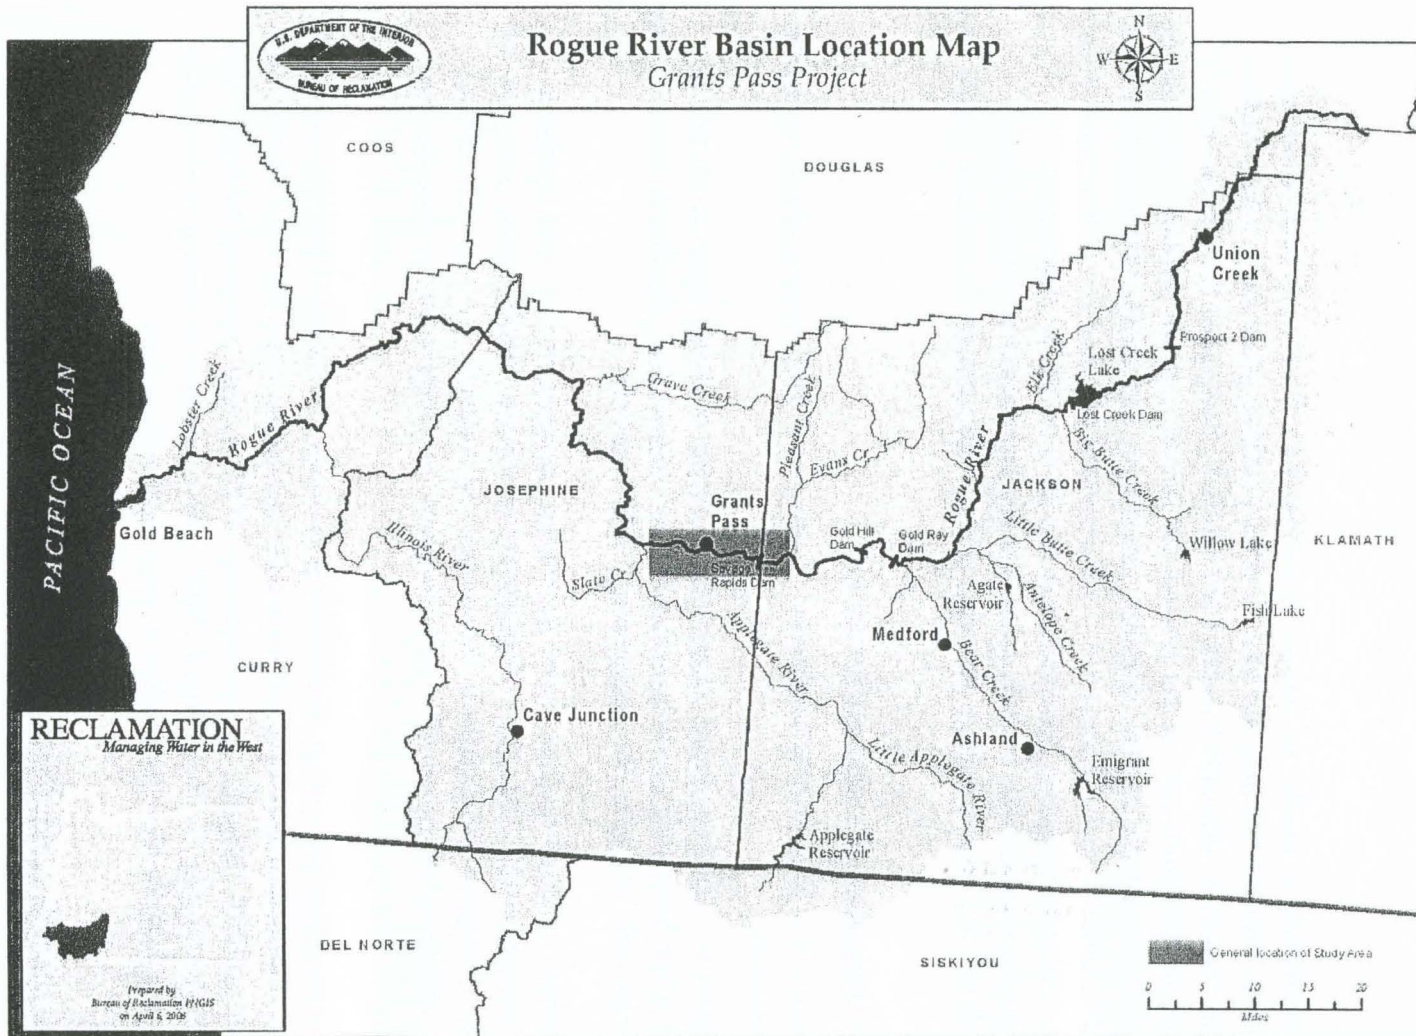 U.S. DEPARTMENT OF THE INTERIOR
BUREAU OF RECLAMATION
Rogue River Basin Location Map
Grants Pass Project
N
W
E
S
COOS
DOUGLAS
Union
Creek
Prospect 2 Dam
Lost Creek
Lake
Lost Creek Dam
Elk Creek
PACIFIC OCEAN
Lobster Creek
Rogue River
Grave Creek
Pleasant Creek
Evans Cr.
Rogue River
Big Butte Creek
JACKSON
JOSEPHINE
Grants
Pass
Gold Beach
Illinois River
Slate Cr.
Rapids Dam
Gold Hill
Dam
Gold Ray
Dam
Little Butte Creek
Willow Lake
KLAMATH
Agate
Reservoir
Antelope Creek
Fish Lake
Applegate River
Medford
Bear Creek
CURRY
Cave Junction
Ashland
Little Applegate River
Emigrant
Reservoir
Applegate
Reservoir
RECLAMATION
Managing Water in the West
Prepared by
Bureau of Reclamation PNGIS
on April 6, 2006
DEL NORTE
SISKIYOU
General location of Study Area
0 5 10 15 20
Miles